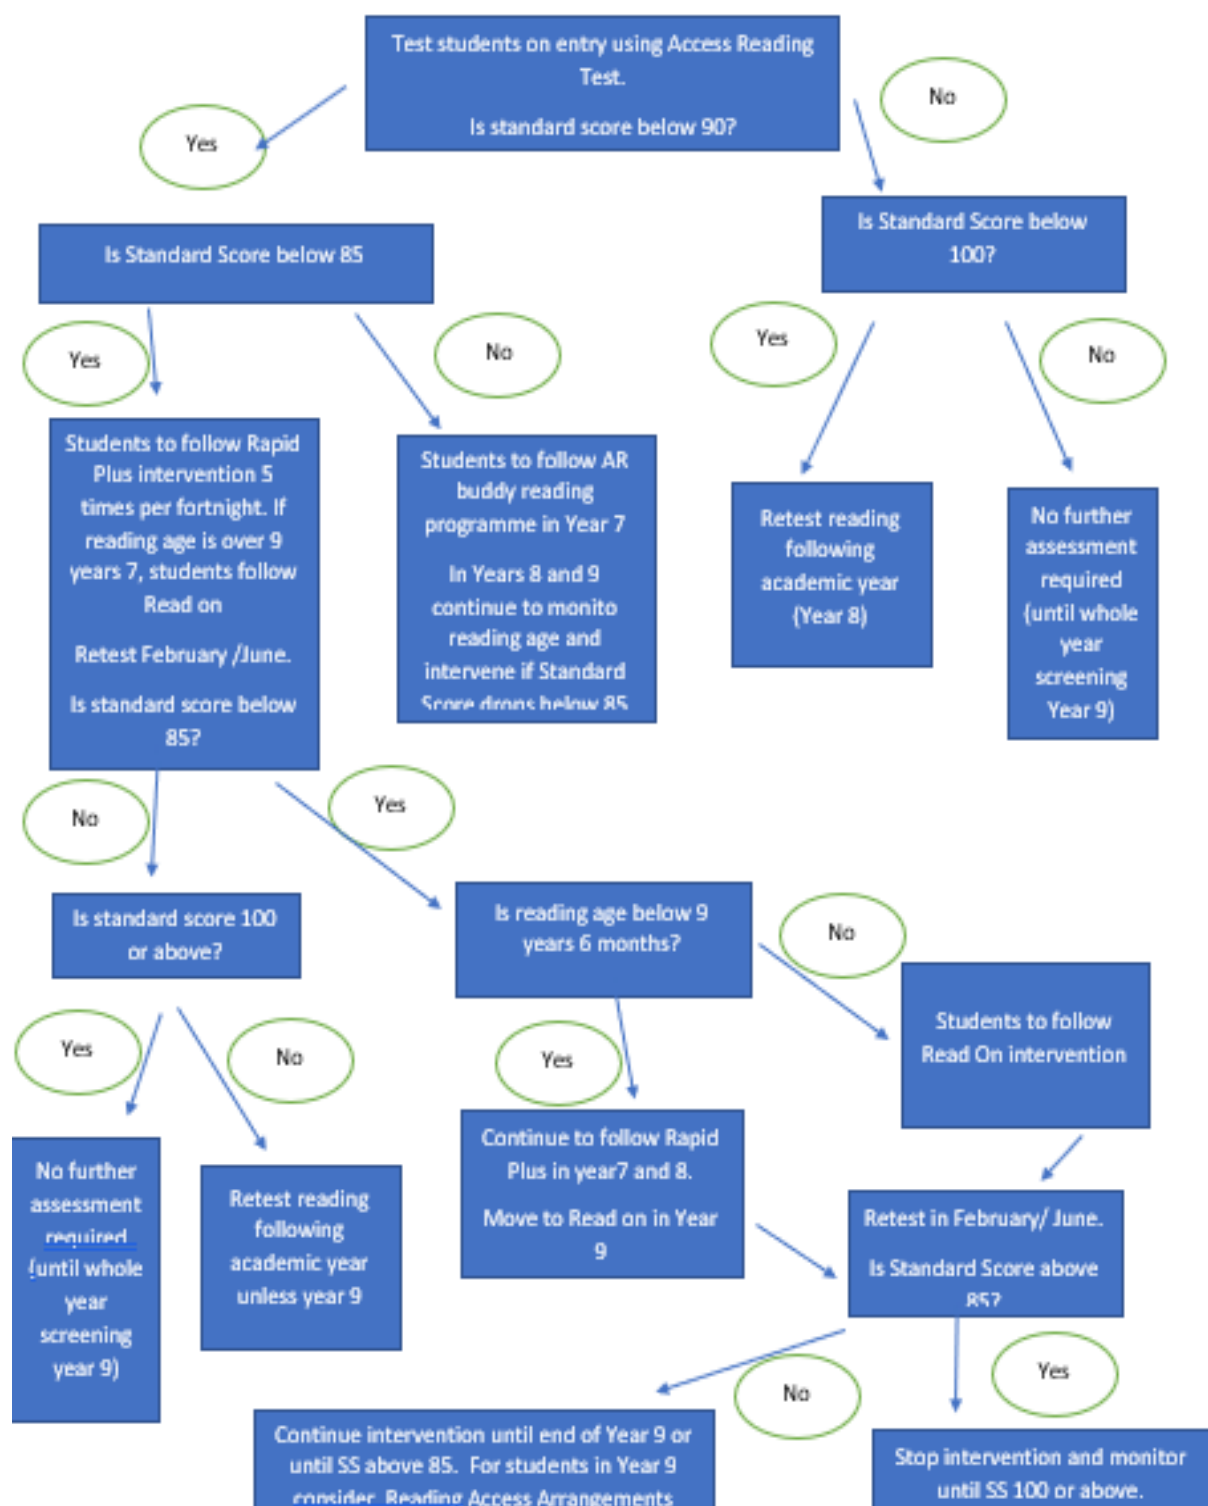 Test students on entry using Access Reading
Test.
Is standard score below 90?
No
Yes
Is Standard Score below
100?
Is Standard Score below 85
Yes
No
Yes
No
Students to follow Rapid
Plus intervention 5
times per fortnight. If
reading age is over 9
years 7, students follow
Read on
Retest February /June.
Is standard score below
85?
Students to follow AR
buddy reading
programme in Year 7
In Years 8 and 9
continue to monito
reading age and
intervene if Standard
Score drops below 85
Retest reading
following
academic year
(Year 8)
No further
assessment
required
(until whole
year
screening
Year 9)
No
Yes
Is standard score 100
or above?
Is reading age below 9
years 6 months?
No
Students to follow
Read On intervention
Yes
No
Yes
No further
assessment
required
(until whole
year
screening
year 9)
Retest reading
following
academic year
unless year 9
Continue to follow Rapid
Plus in year7 and 8.
Move to Read on in Year
9
Retest in February/ June.
Is Standard Score above
85?
No
Yes
Continue intervention until end of Year 9 or
until SS above 85. For students in Year 9
consider Reading Access Arrangements
Stop intervention and monitor
until SS 100 or above.